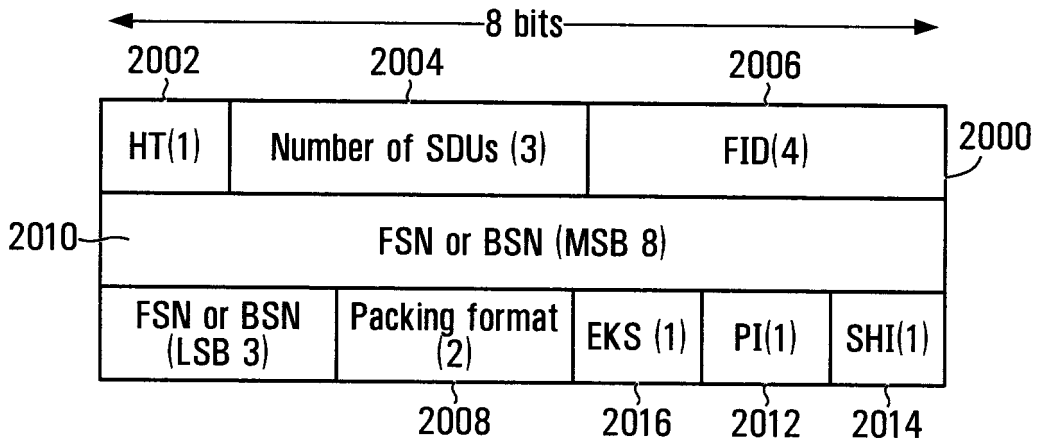 8 bits
2002 2004 2006
HT(1) Number of SDUs (3) FID(4) 2000
2010 FSN or BSN (MSB 8)
FSN or BSN
(LSB 3)
Packing format
(2)
EKS (1) PI(1) SHI(1)
2008 2016 2012 2014